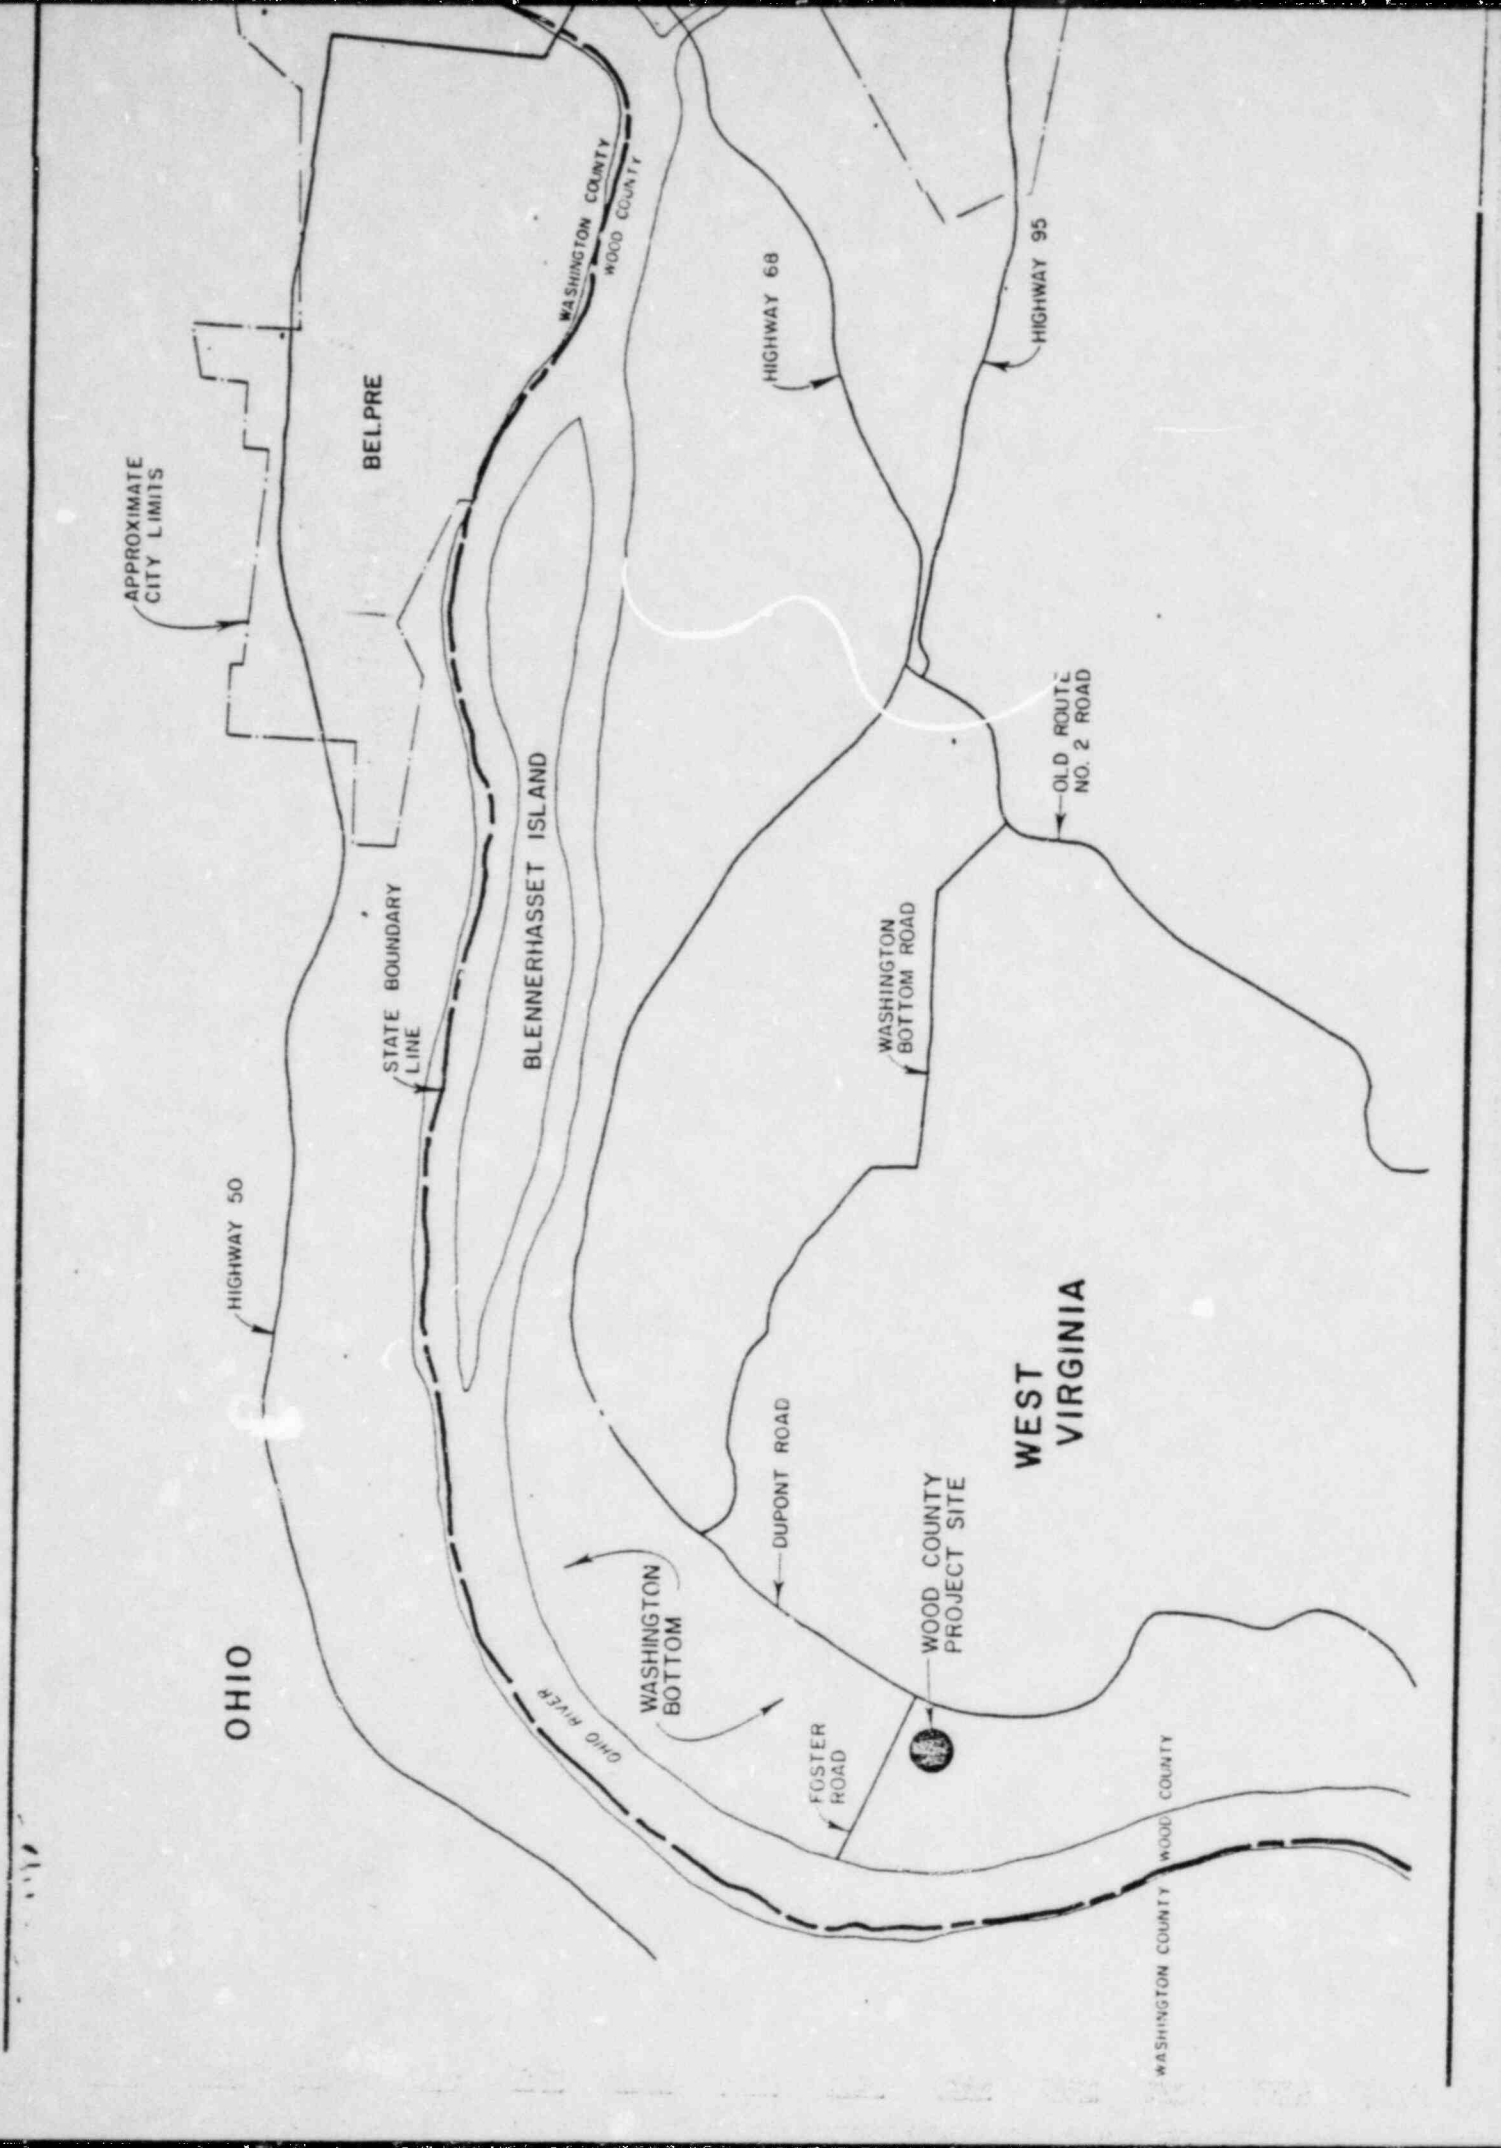 APPROXIMATE
CITY LIMITS
BELPRE
WASHINGTON COUNTY
WOOD COUNTY
HIGHWAY 68
HIGHWAY 95
OHIO
HIGHWAY 50
STATE BOUNDARY
LINE
BLENNERHASSET ISLAND
OLD ROUTE
NO. 2 ROAD
WASHINGTON
BOTTOM ROAD
OHIO RIVER
WASHINGTON
BOTTOM
DUPONT ROAD
FOSTER
ROAD
WOOD COUNTY
PROJECT SITE
WEST
VIRGINIA
WASHINGTON COUNTY
WOOD COUNTY